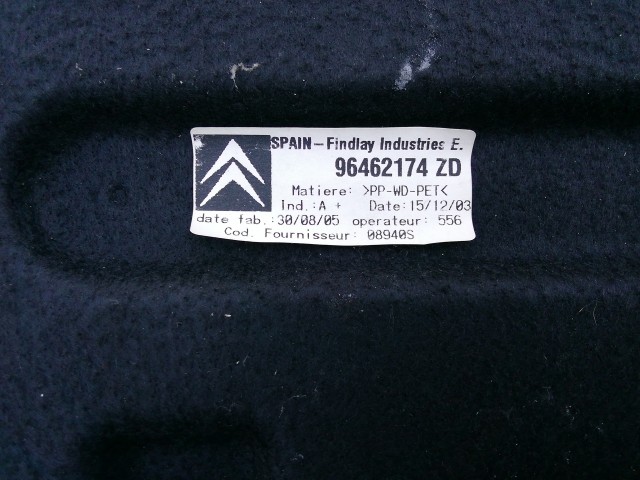 SPAIN-Findlay Industries E.
96462174 ZD
Matiere: >PP-WD-PET<
Ind.:A + Date:15/12/03
date fab.:30/08/05 operateur: 556
Cod. Fournisseur: 08940S